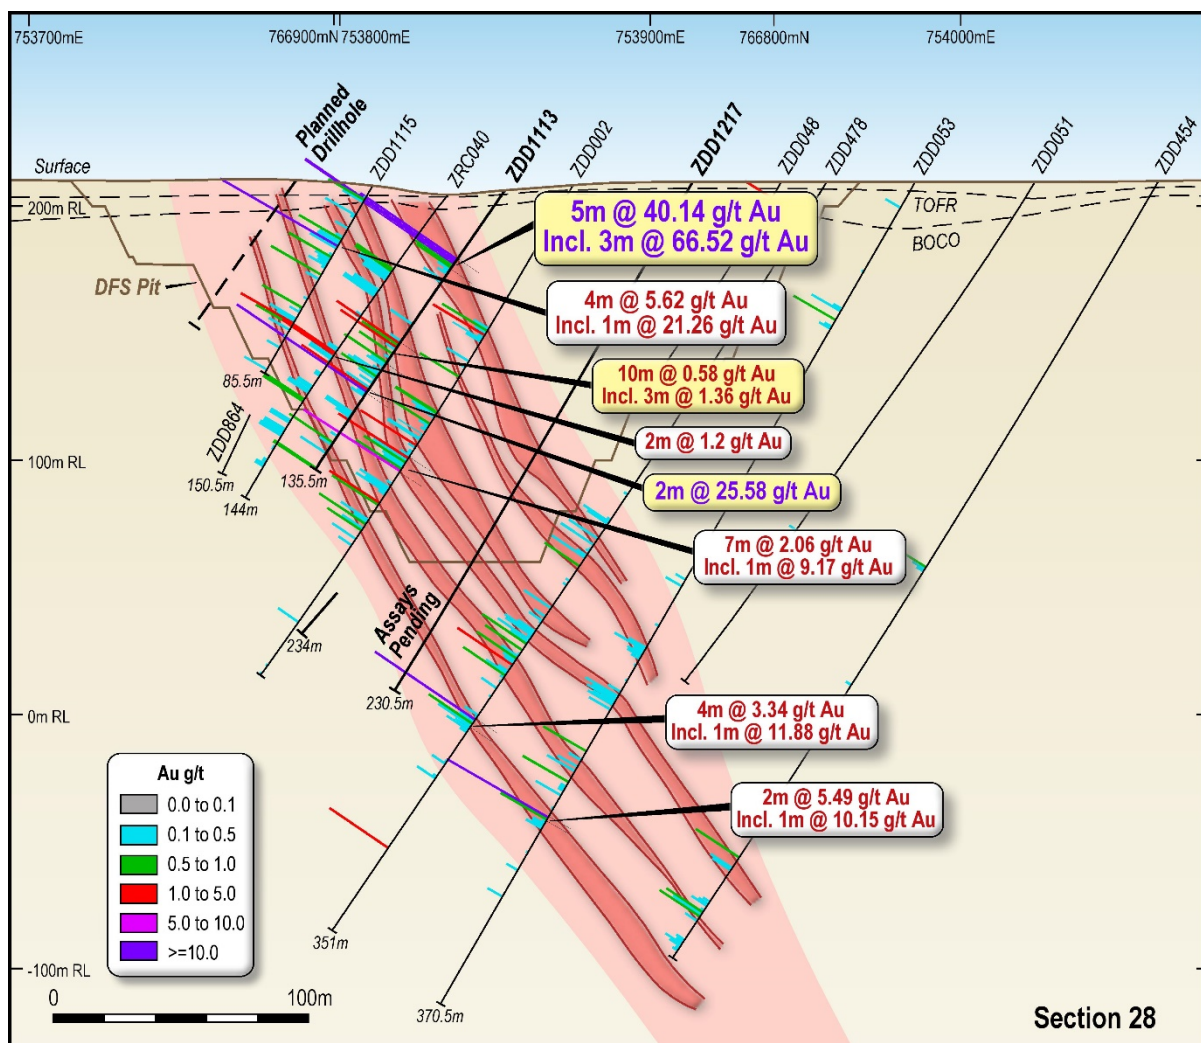 753700mE
766900mN 753800mE
753900mE
766800mN
754000mE
Planned
Drillhole
ZDD1115
ZRC040
ZDD1113
ZDD002
ZDD1217
ZDD048
ZDD478
ZDD053
ZDD051
ZDD454
Surface
200m RL
TOFR
BOCO
DFS Pit
5m @ 40.14 g/t Au
Incl. 3m @ 66.52 g/t Au
4m @ 5.62 g/t Au
Incl. 1m @ 21.26 g/t Au
10m @ 0.58 g/t Au
Incl. 3m @ 1.36 g/t Au
85.5m
ZDD864
2m @ 1.2 g/t Au
100m RL
150.5m
144m
135.5m
2m @ 25.58 g/t Au
7m @ 2.06 g/t Au
Incl. 1m @ 9.17 g/t Au
234m
Assays
Pending
230.5m
0m RL
4m @ 3.34 g/t Au
Incl. 1m @ 11.88 g/t Au
2m @ 5.49 g/t Au
Incl. 1m @ 10.15 g/t Au
Au g/t
0.0 to 0.1
0.1 to 0.5
0.5 to 1.0
1.0 to 5.0
5.0 to 10.0
>=10.0
351m
-100m RL
370.5m
0
100m
Section 28